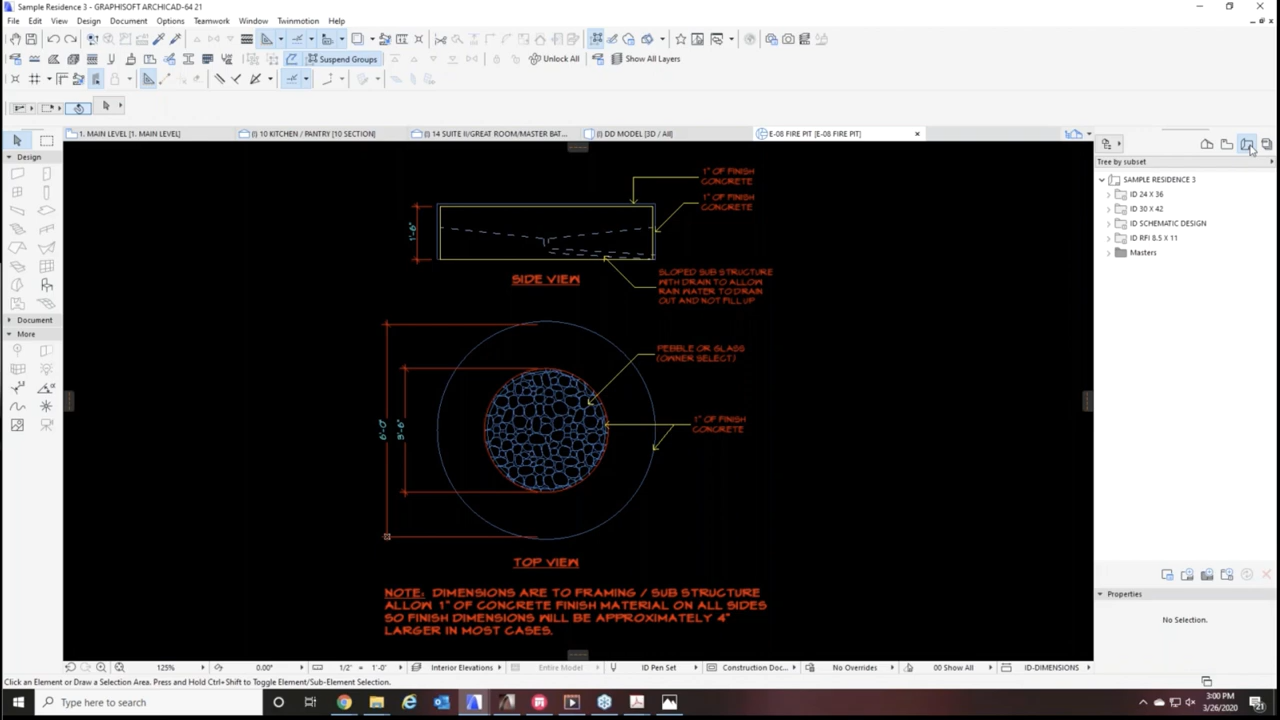 Sample Residence 3 - GRAPHISOFT ARCHICAD-64 21
File Edit View Design Document Options Teamwork Window Twinmotion Help
Suspend Groups
Unlock All
Show All Layers
1. MAIN LEVEL [1. MAIN LEVEL]
(!) 10 KITCHEN / PANTRY [10 SECTION]
(!) 14 SUITE II/GREAT ROOM/MASTER BAT...
(!) DD MODEL [3D / All]
E-08 FIRE PIT [E-08 FIRE PIT]
Design
Document
More
Tree by subset
SAMPLE RESIDENCE 3
ID 24 X 36
ID 30 X 42
ID SCHEMATIC DESIGN
ID RFI 8.5 X 11
Masters
Properties
No Selection.
1" OF FINISH
CONCRETE
1" OF FINISH
CONCRETE
1'-6"
SIDE VIEW
SLOPED SUB STRUCTURE
WITH DRAIN TO ALLOW
RAIN WATER TO DRAIN
OUT AND NOT FILL UP
PEBBLE OR GLASS
(OWNER SELECT)
6'-0"
3'-6"
1" OF FINISH
CONCRETE
TOP VIEW
NOTE: DIMENSIONS ARE TO FRAMING / SUB STRUCTURE
ALLOW 1" OF CONCRETE FINISH MATERIAL ON ALL SIDES
SO FINISH DIMENSIONS WILL BE APPROXIMATELY 4"
LARGER IN MOST CASES.
125%
0.00°
1/2" = 1'-0"
Interior Elevations
Entire Model
ID Pen Set
Construction Doc...
No Overrides
00 Show All
ID-DIMENSIONS
Click an Element or Draw a Selection Area. Press and Hold Ctrl+Shift to Toggle Element/Sub-Element Selection.
Type here to search
3:00 PM
3/26/2020
21